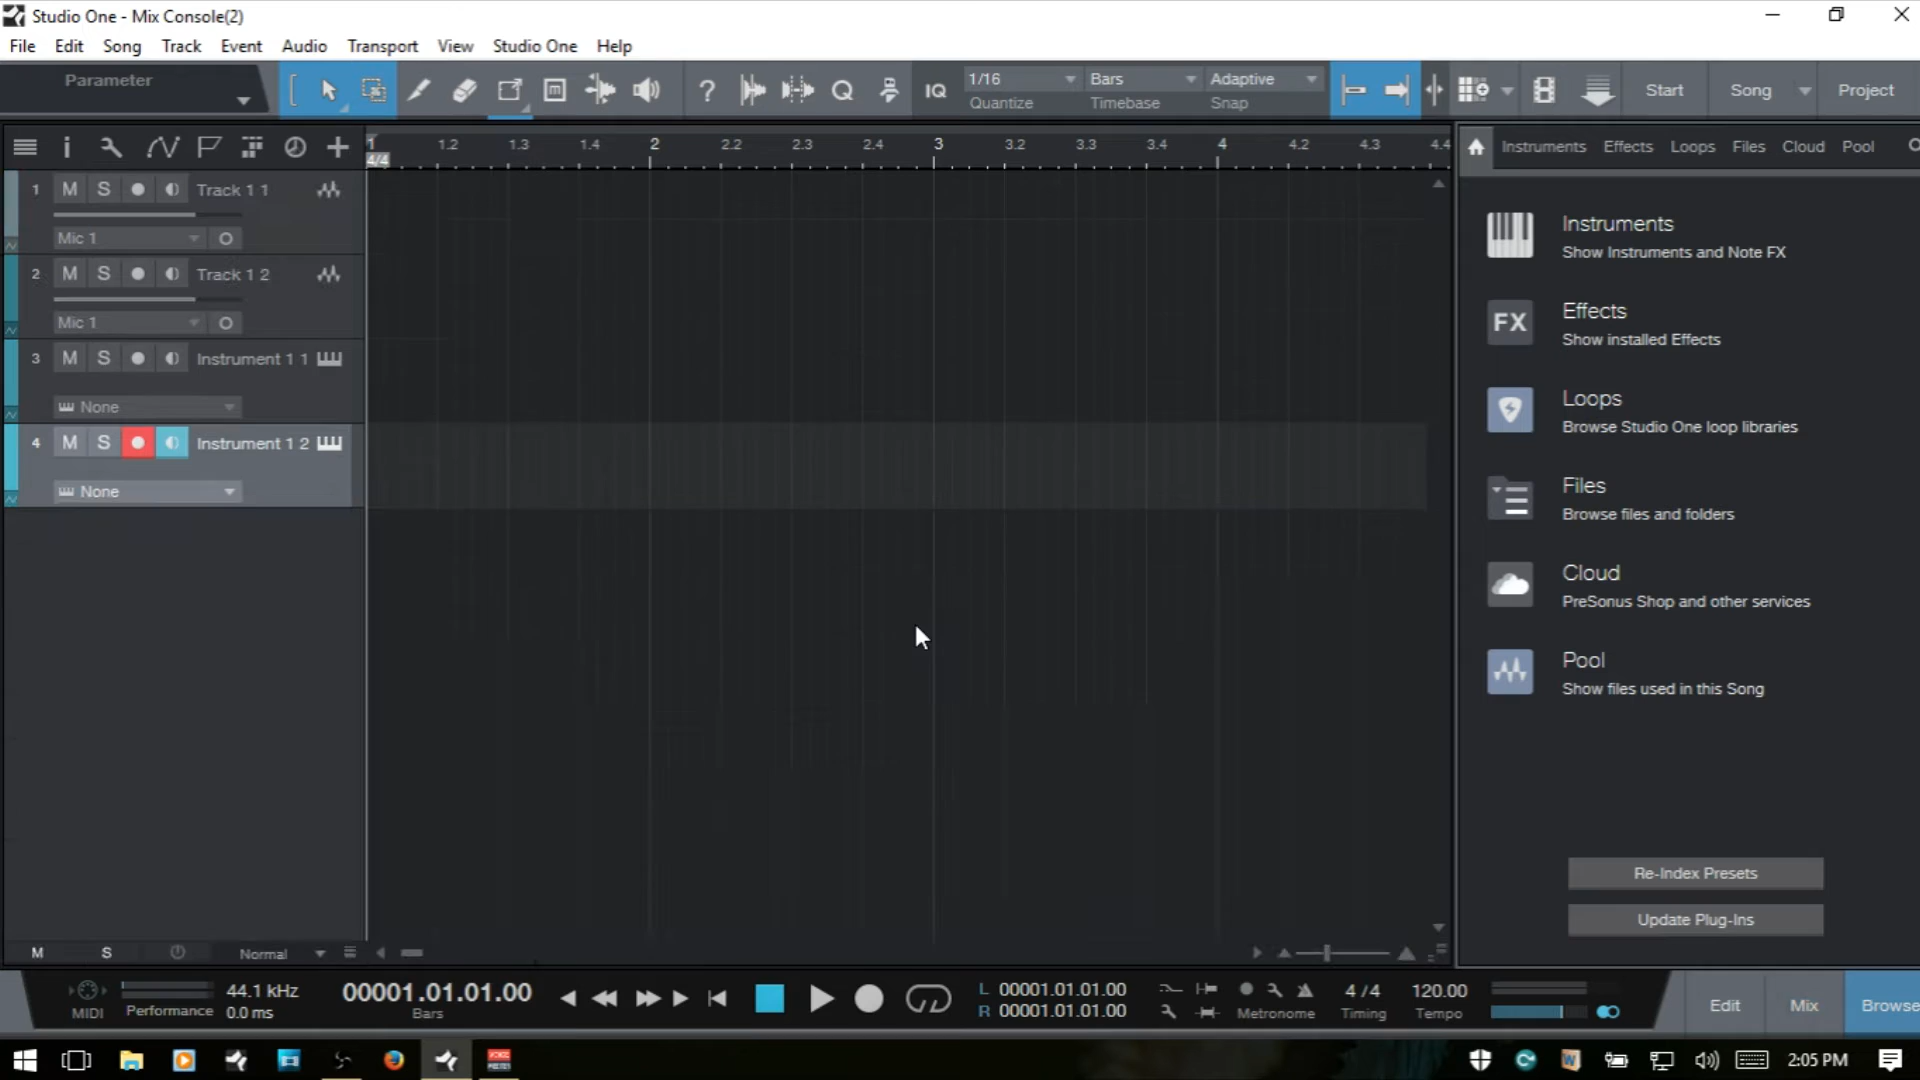 Studio One - Mix Console(2)
File Edit Song Track Event Audio Transport View Studio One Help
Parameter
? Q IQ
1/16 Bars Adaptive
Quantize Timebase Snap
Start Song Project
1 1.2 1.3 1.4 2 2.2 2.3 2.4 3 3.2 3.3 3.4 4 4.2 4.3 4.4
4/4
Instruments Effects Loops Files Cloud Pool
1 M S Track 1 1
Mic 1
2 M S Track 1 2
Mic 1
3 M S Instrument 1 1
None
4 M S Instrument 1 2
None
Instruments
Show Instruments and Note FX
FX
Effects
Show installed Effects
Loops
Browse Studio One loop libraries
Files
Browse files and folders
Cloud
PreSonus Shop and other services
Pool
Show files used in this Song
Re-Index Presets
Update Plug-Ins
M S Normal
MIDI
Performance
44.1 kHz
0.0 ms
00001.01.01.00
Bars
L 00001.01.01.00
R 00001.01.01.00
Metronome
4 / 4
Timing
120.00
Tempo
Edit Mix Browse
2:05 PM